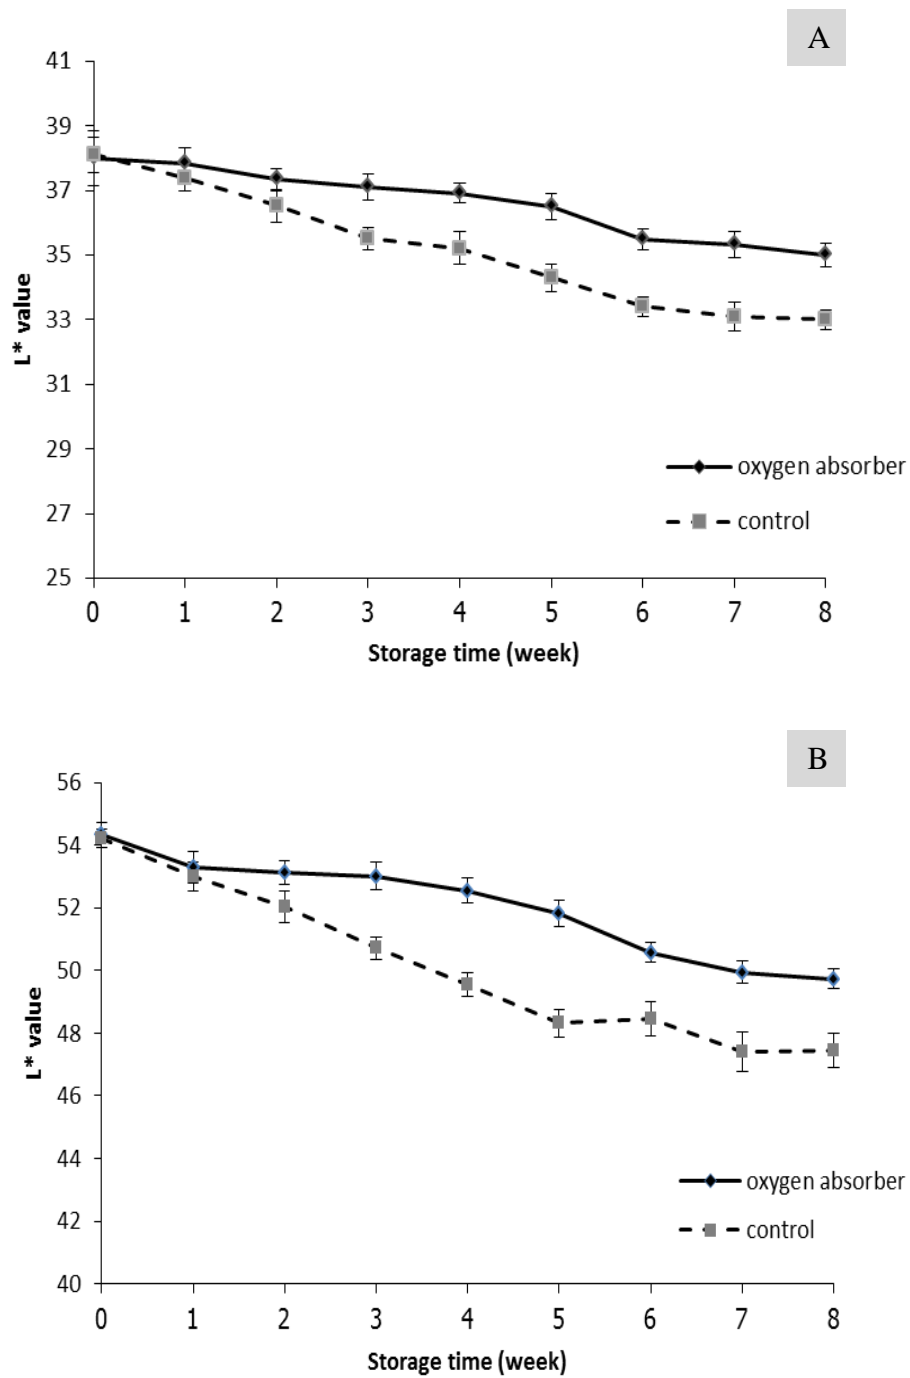 A
41
39
37
35
33
31
29
27
25
L* value
oxygen absorber
control
0 1 2 3 4 5 6 7 8
Storage time (week)
B
56
54
52
50
48
46
44
42
40
L* value
oxygen absorber
control
0 1 2 3 4 5 6 7 8
Storage time (week)